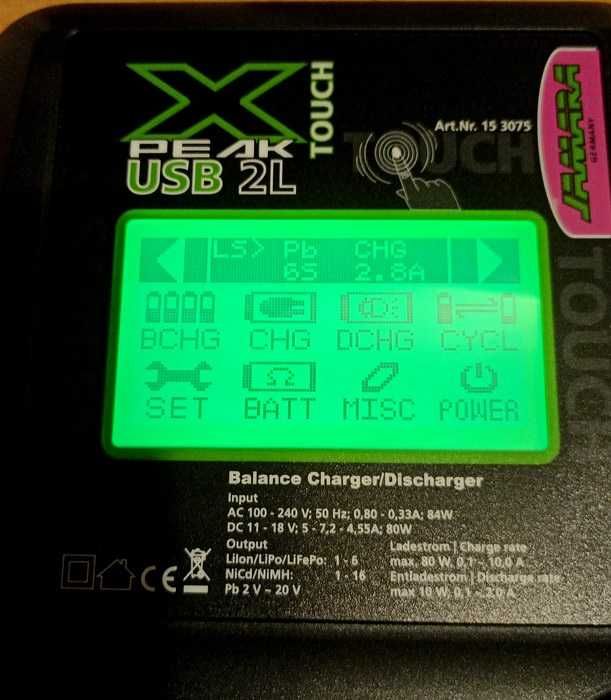 X
PEAK TOUCH
USB 2L
Art.Nr. 15 3075
TOUCH
JAMARA
GERMANY
TOUCH
LS> Pb CHG
6S 2.8A
BCHG CHG DCHG CYCL
SET BATT MISC POWER
Balance Charger/Discharger
Input
AC 100 - 240 V; 50 Hz; 0,80 - 0,33A; 84W
DC 11 - 18 V; 5 - 7,2 - 4,55A; 80W
Output
LiIon/LiPo/LiFePo: 1 - 6
NiCd/NiMH: 1 - 16
Pb 2 V ~ 20 V
Ladestrom | Charge rate
max. 80 W, 0,1 ~ 10,0 A
Entladestrom | Discharge rate
max 10 W, 0,1 ~ 2,0 A
CE